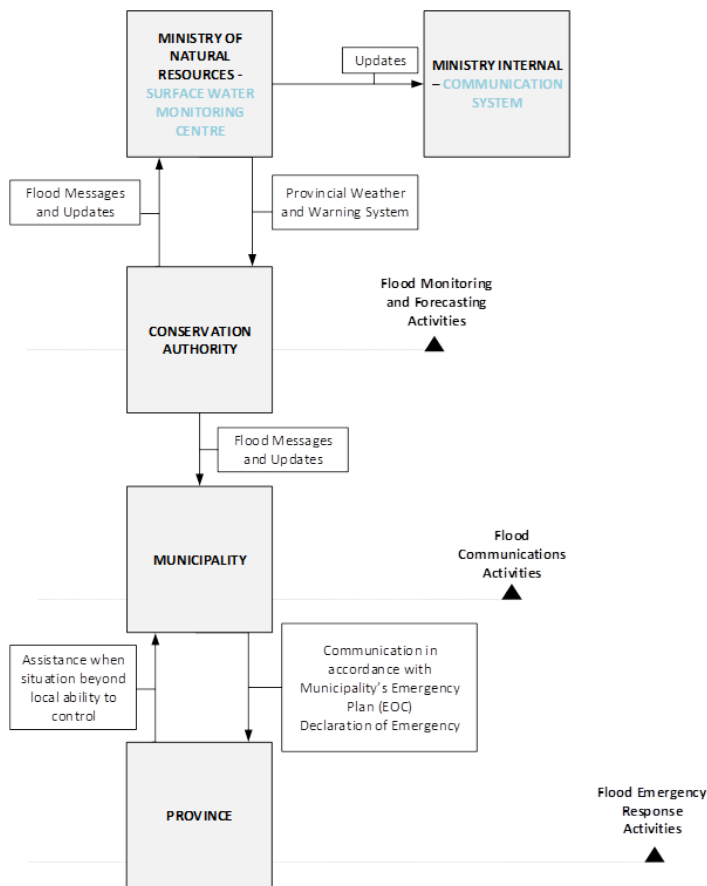 MINISTRY OF
NATURAL
RESOURCES -
SURFACE WATER
MONITORING
CENTRE
Updates
MINISTRY INTERNAL
– COMMUNICATION
SYSTEM
Flood Messages
and Updates
Provincial Weather
and Warning System
Flood Monitoring
and Forecasting
Activities
CONSERVATION
AUTHORITY
Flood Messages
and Updates
MUNICIPALITY
Flood
Communications
Activities
Assistance when
situation beyond
local ability to
control
Communication in
accordance with
Municipality’s Emergency
Plan (EOC)
Declaration of Emergency
PROVINCE
Flood Emergency
Response
Activities